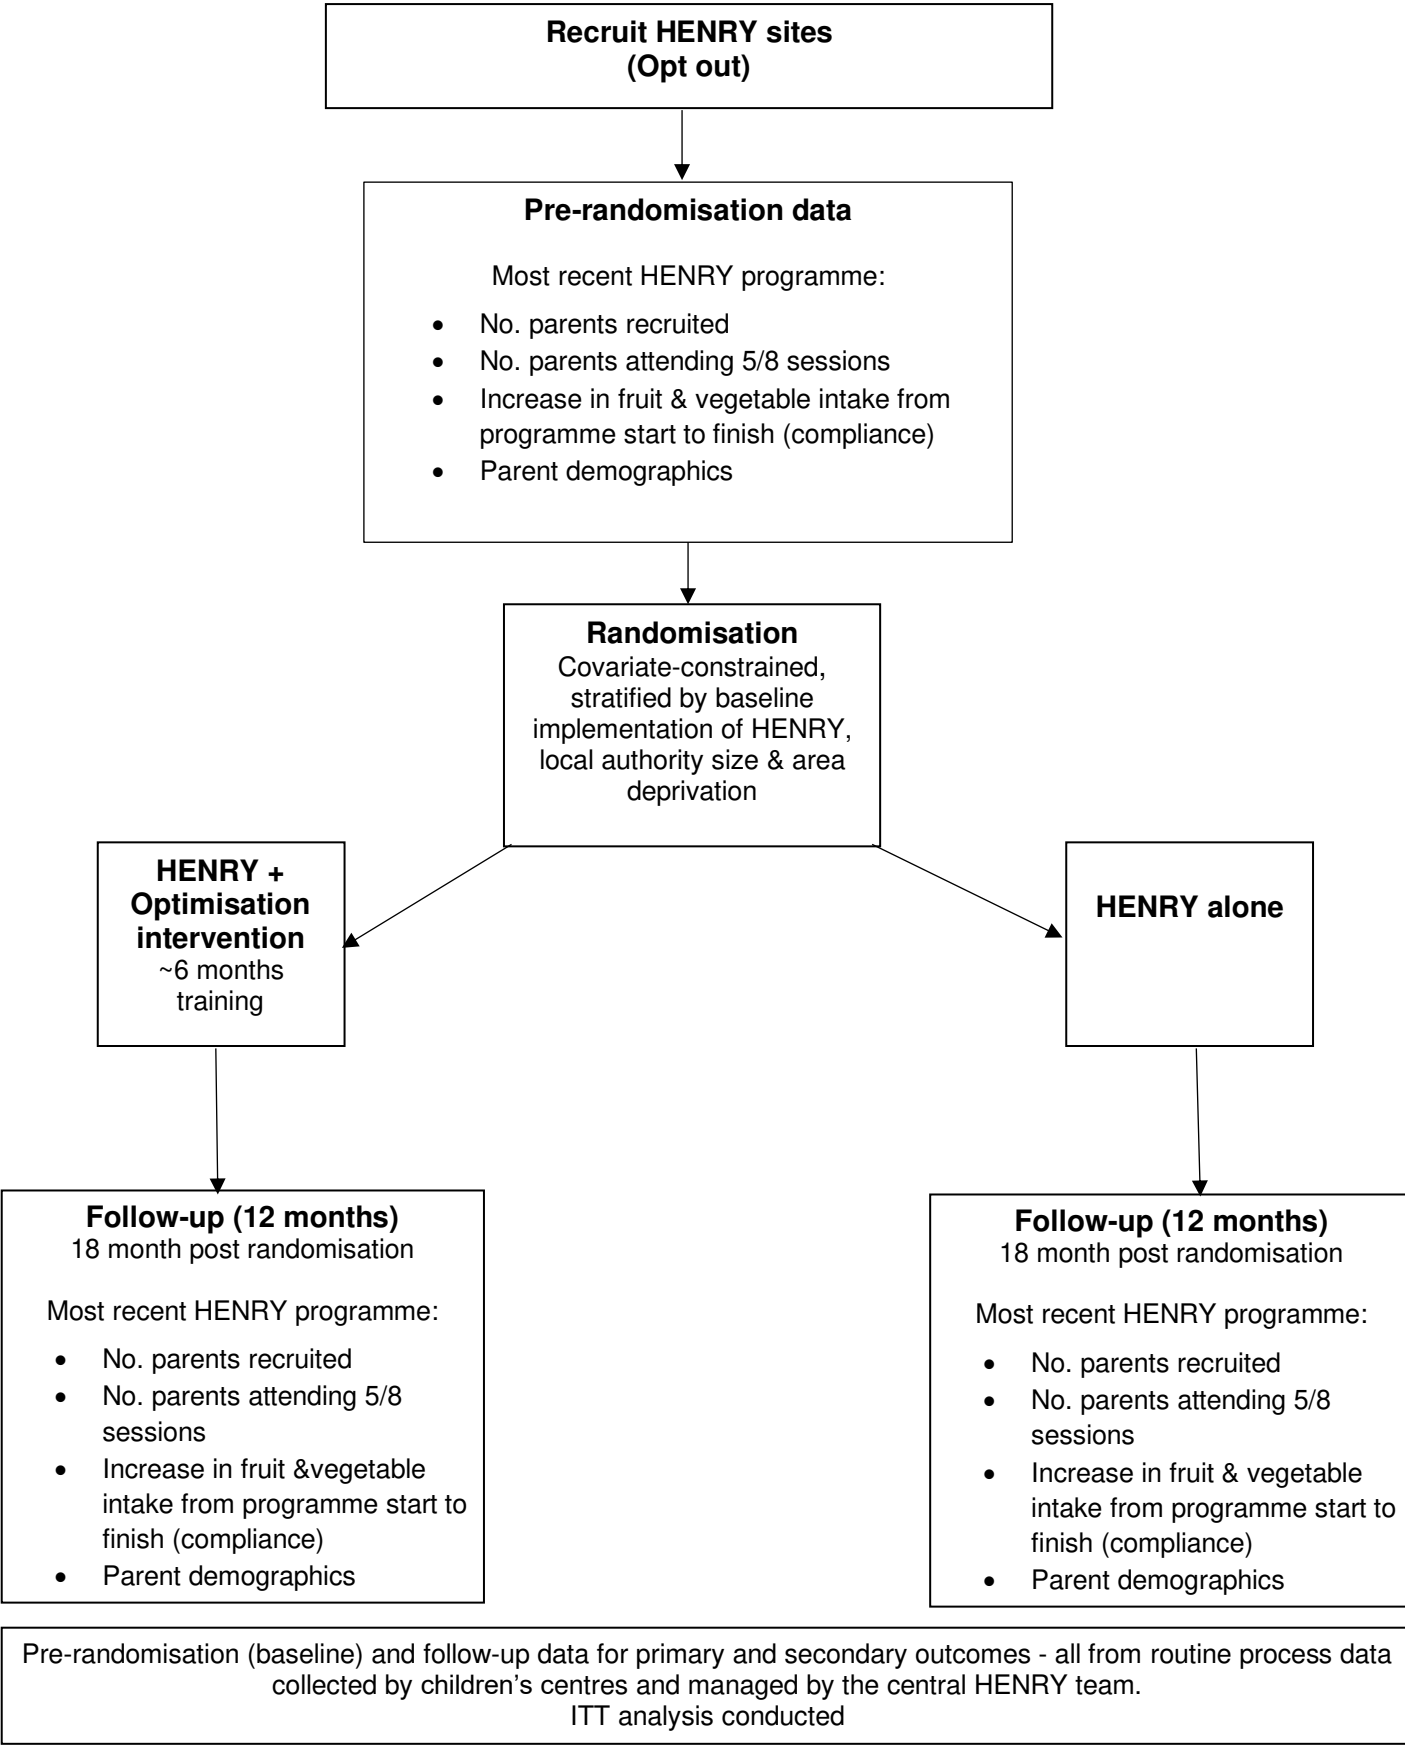 Recruit HENRY sites
(Opt out)
Pre-randomisation data
Most recent HENRY programme:
• No. parents recruited
• No. parents attending 5/8 sessions
• Increase in fruit & vegetable intake from
programme start to finish (compliance)
• Parent demographics
Randomisation
Covariate-constrained,
stratified by baseline
implementation of HENRY,
local authority size & area
deprivation
HENRY +
Optimisation
intervention
~6 months
training
HENRY alone
Follow-up (12 months)
18 month post randomisation
Most recent HENRY programme:
• No. parents recruited
• No. parents attending 5/8
sessions
• Increase in fruit &vegetable
intake from programme start to
finish (compliance)
• Parent demographics
Follow-up (12 months)
18 month post randomisation
Most recent HENRY programme:
• No. parents recruited
• No. parents attending 5/8
sessions
• Increase in fruit & vegetable
intake from programme start to
finish (compliance)
• Parent demographics
Pre-randomisation (baseline) and follow-up data for primary and secondary outcomes - all from routine process data
collected by children’s centres and managed by the central HENRY team.
ITT analysis conducted